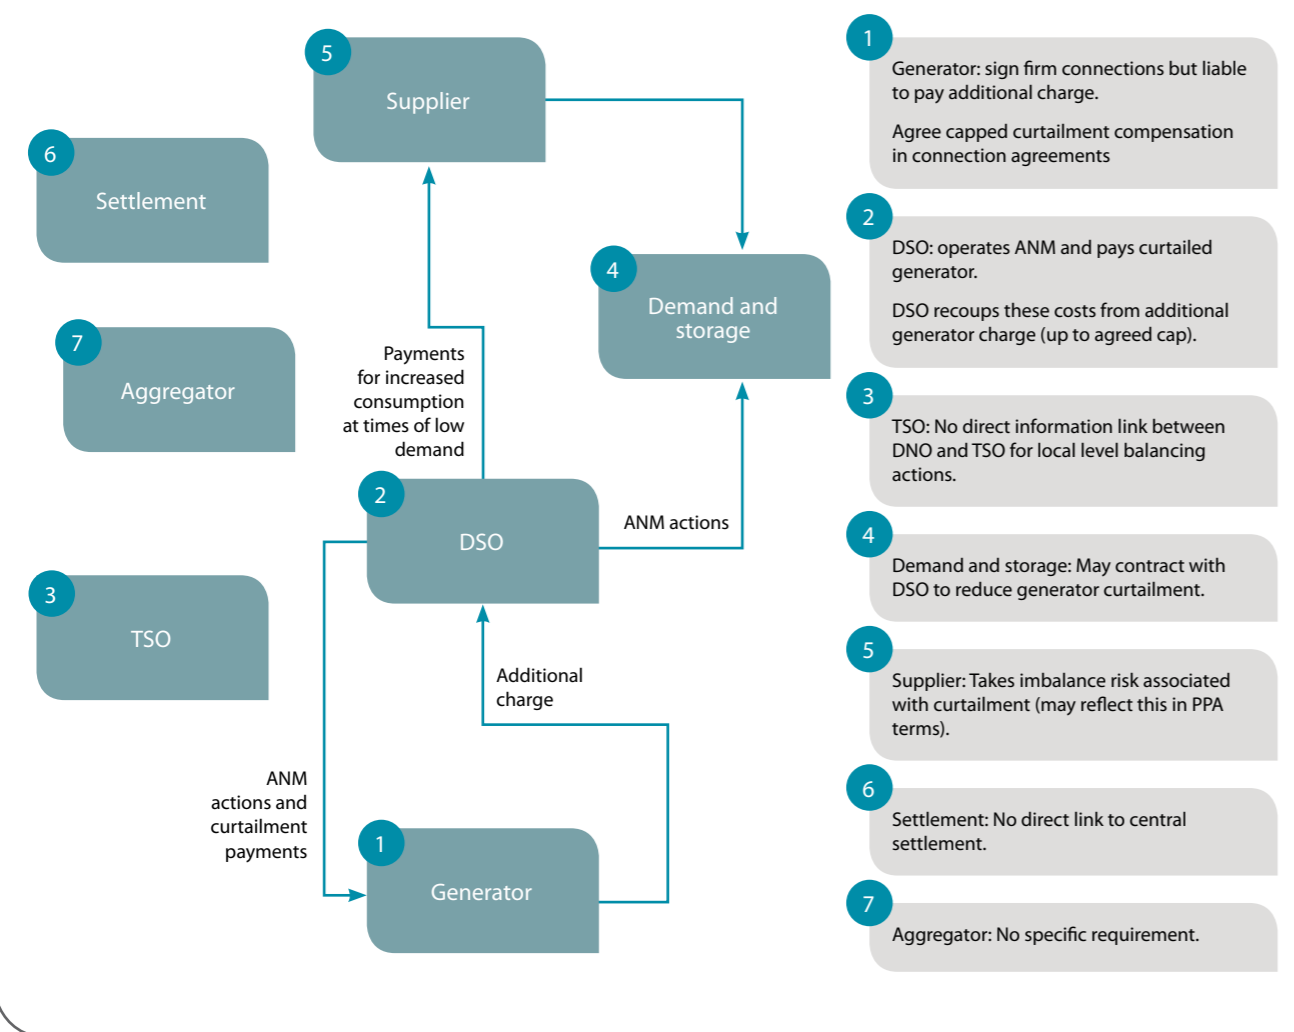 5
Supplier
6
Settlement
4
Demand and
storage
7
Aggregator
Payments
for increased
consumption
at times of low
demand
2
DSO
ANM actions
3
TSO
Additional
charge
ANM
actions and
curtailment
payments
1
Generator
1
Generator: sign firm connections but liable
to pay additional charge.
Agree capped curtailment compensation
in connection agreements
2
DSO: operates ANM and pays curtailed
generator.
DSO recoups these costs from additional
generator charge (up to agreed cap).
3
TSO: No direct information link between
DNO and TSO for local level balancing
actions.
4
Demand and storage: May contract with
DSO to reduce generator curtailment.
5
Supplier: Takes imbalance risk associated
with curtailment (may reflect this in PPA
terms).
6
Settlement: No direct link to central
settlement.
7
Aggregator: No specific requirement.